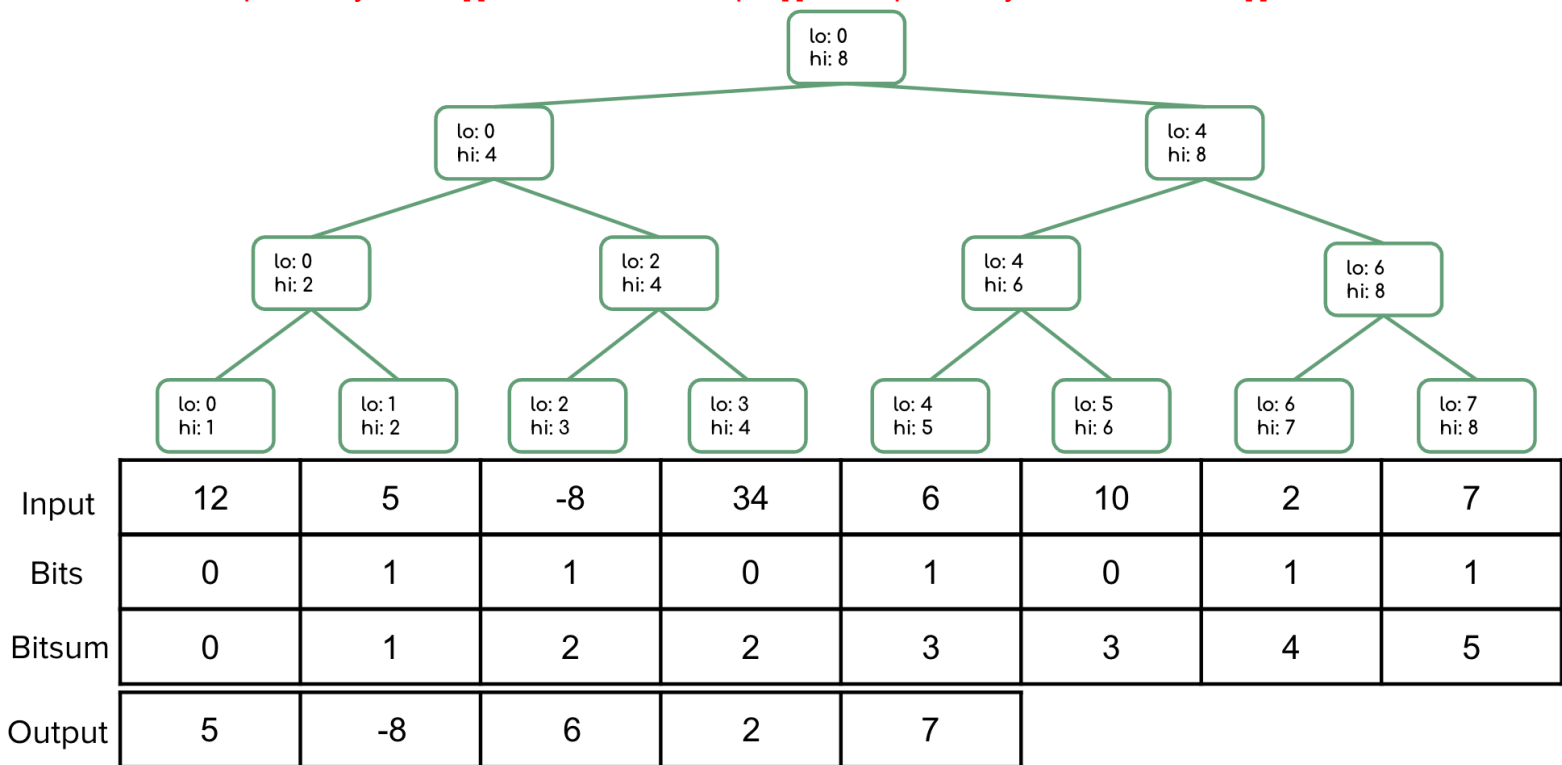 lo: 0
hi: 8
lo: 0
hi: 4
lo: 4
hi: 8
lo: 0
hi: 2
lo: 2
hi: 4
lo: 4
hi: 6
lo: 6
hi: 8
lo: 0
hi: 1
lo: 1
hi: 2
lo: 2
hi: 3
lo: 3
hi: 4
lo: 4
hi: 5
lo: 5
hi: 6
lo: 6
hi: 7
lo: 7
hi: 8
Input 12 5 -8 34 6 10 2 7
Bits 0 1 1 0 1 0 1 1
Bitsum 0 1 2 2 3 3 4 5
Output 5 -8 6 2 7